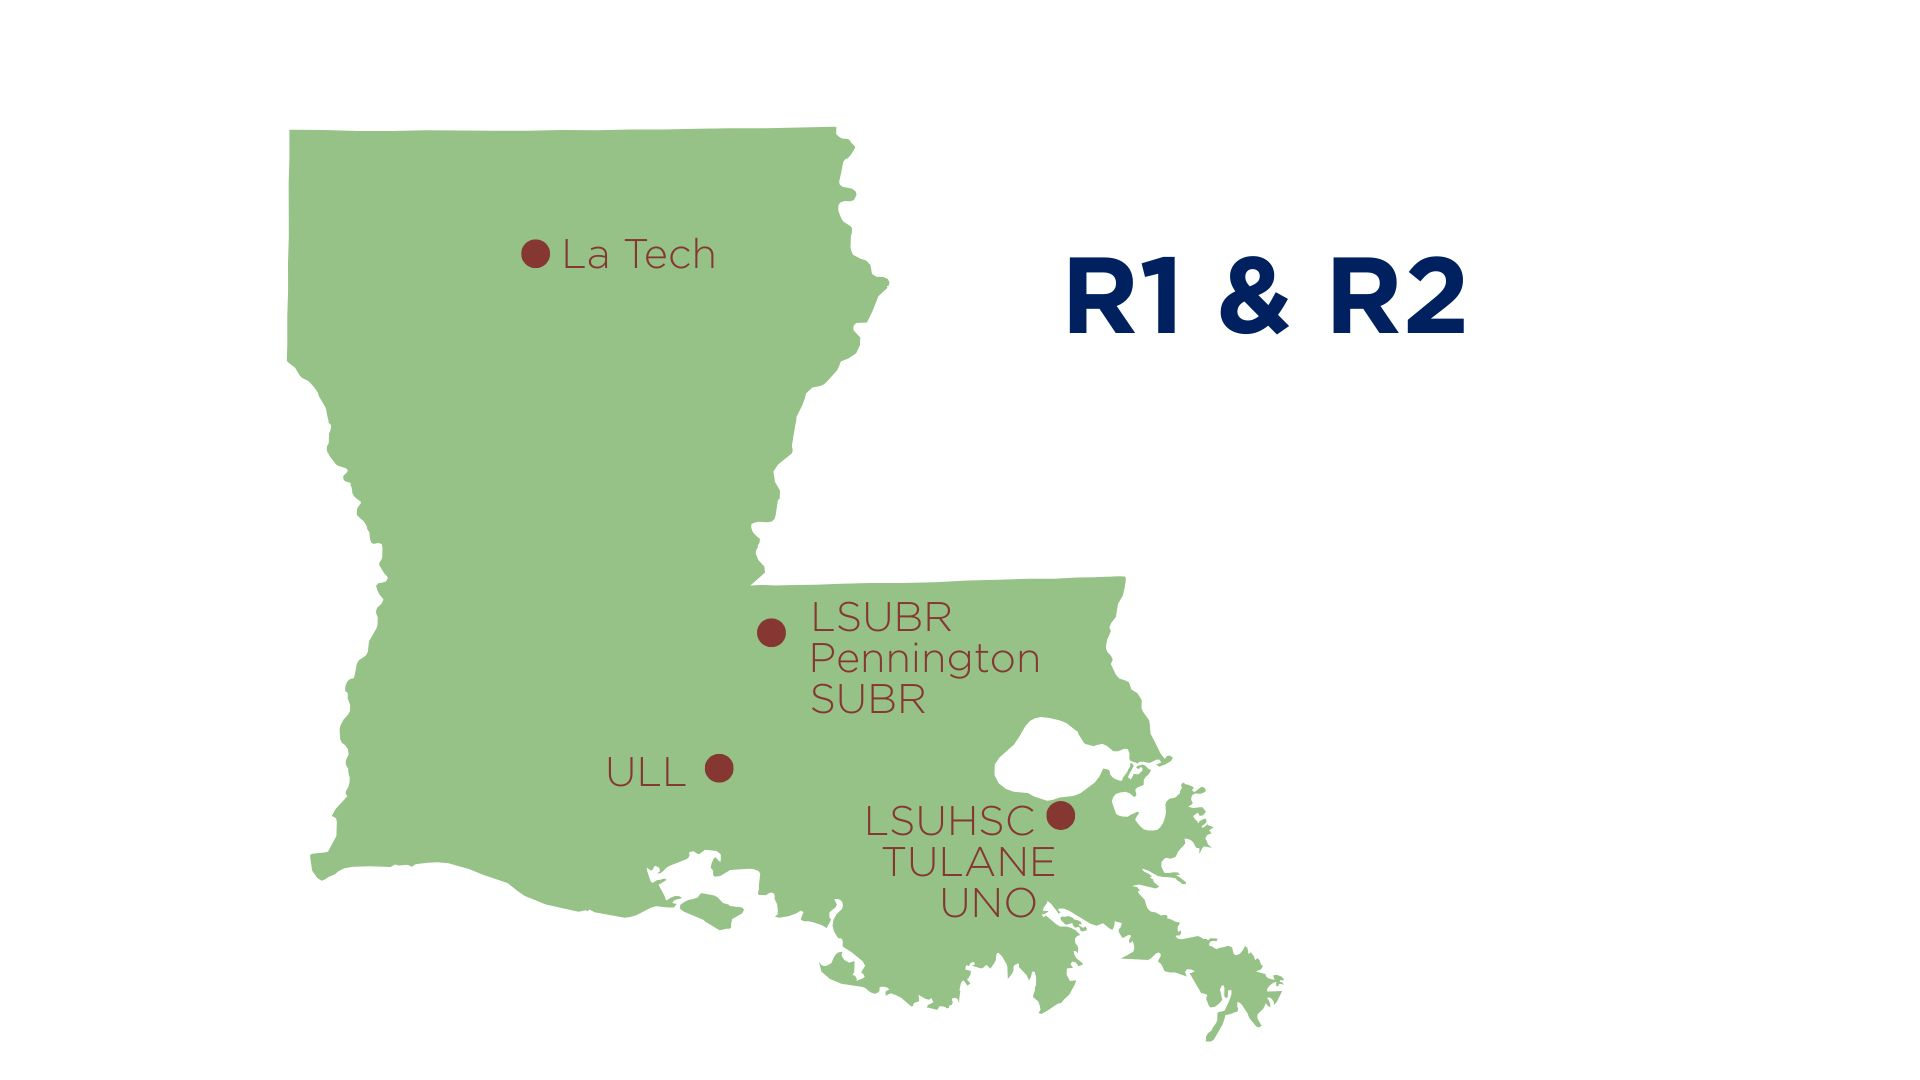 La Tech
R1 & R2
LSUBR
Pennington
SUBR
ULL
LSUHSC
TULANE
UNO